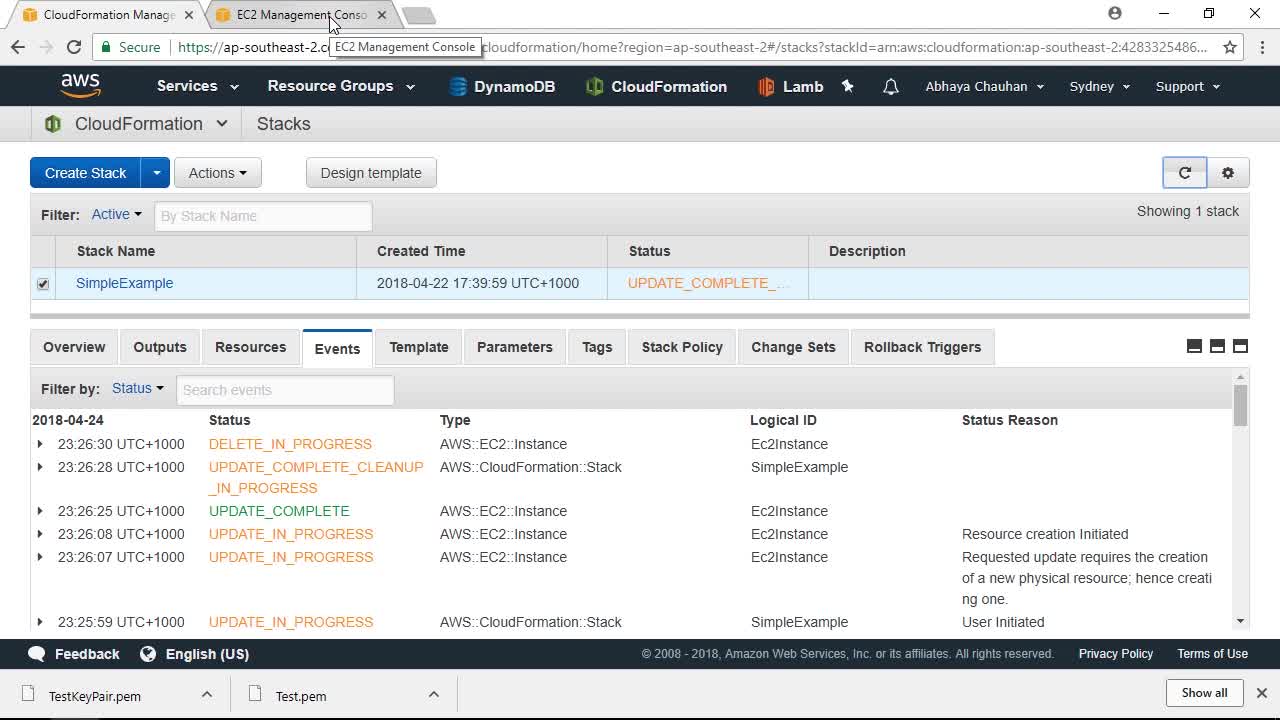 CloudFormation Manage
EC2 Management Conso
Secure
https://ap-southeast-2.co
EC2 Management Console
cloudformation/home?region=ap-southeast-2#/stacks?stackId=arn:aws:cloudformation:ap-southeast-2:4283325486...
aws
Services
Resource Groups
DynamoDB
CloudFormation
Lamb
Abhaya Chauhan
Sydney
Support
CloudFormation
Stacks
Create Stack
Actions
Design template
Filter: Active
By Stack Name
Showing 1 stack
Stack Name Created Time Status Description
SimpleExample 2018-04-22 17:39:59 UTC+1000 UPDATE_COMPLETE_...
Overview Outputs Resources Events Template Parameters Tags Stack Policy Change Sets Rollback Triggers
Filter by: Status
Search events
2018-04-24 Status Type Logical ID Status Reason
23:26:30 UTC+1000 DELETE_IN_PROGRESS AWS::EC2::Instance Ec2Instance
23:26:28 UTC+1000 UPDATE_COMPLETE_CLEANUP AWS::CloudFormation::Stack SimpleExample
_IN_PROGRESS
23:26:25 UTC+1000 UPDATE_COMPLETE AWS::EC2::Instance Ec2Instance
23:26:08 UTC+1000 UPDATE_IN_PROGRESS AWS::EC2::Instance Ec2Instance Resource creation Initiated
23:26:07 UTC+1000 UPDATE_IN_PROGRESS AWS::EC2::Instance Ec2Instance Requested update requires the creation
of a new physical resource; hence creati
ng one.
23:25:59 UTC+1000 UPDATE_IN_PROGRESS AWS::CloudFormation::Stack SimpleExample User Initiated
Feedback
English (US)
© 2008 - 2018, Amazon Web Services, Inc. or its affiliates. All rights reserved.
Privacy Policy
Terms of Use
TestKeyPair.pem
Test.pem
Show all